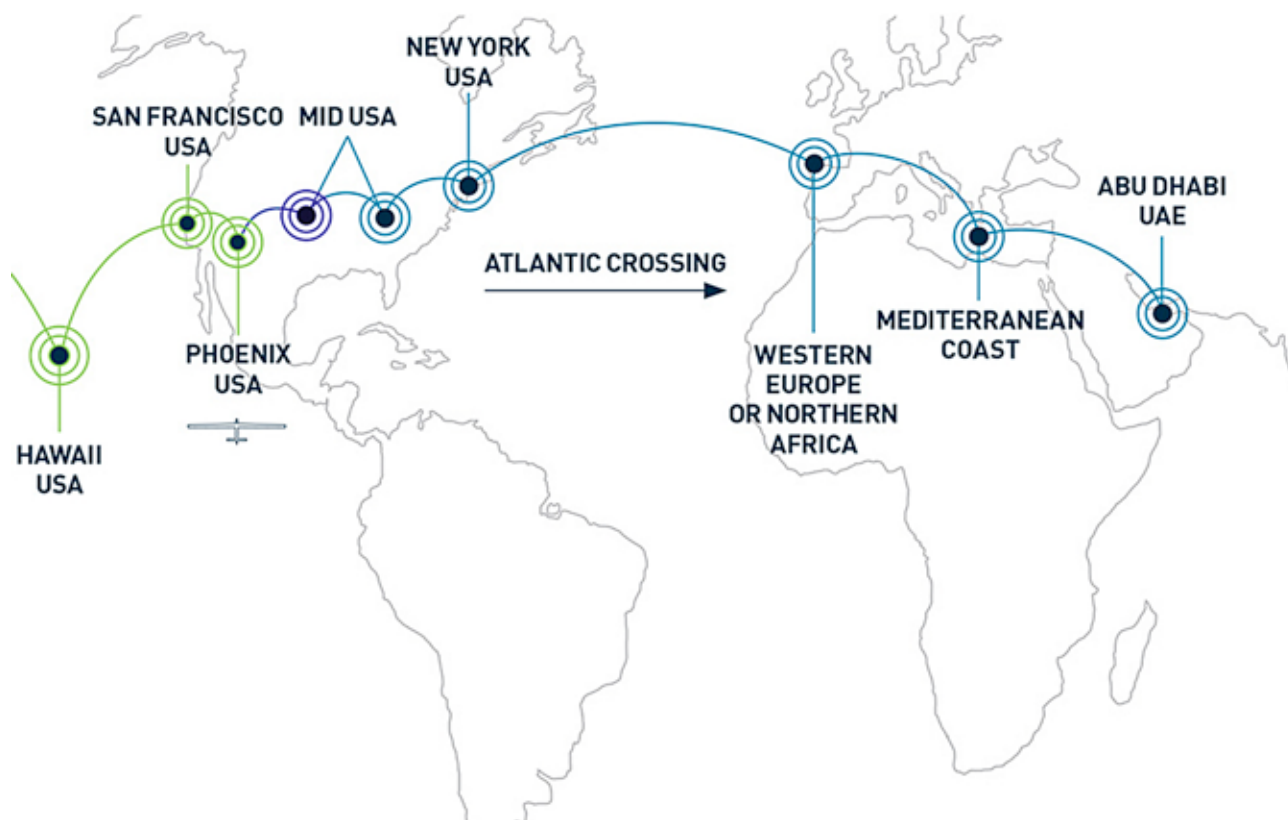 NEW YORK
USA
SAN FRANCISCO
USA
MID USA
ABU DHABI
UAE
ATLANTIC CROSSING
MEDITERRANEAN
COAST
PHOENIX
USA
WESTERN
EUROPE
OR NORTHERN
AFRICA
HAWAII
USA